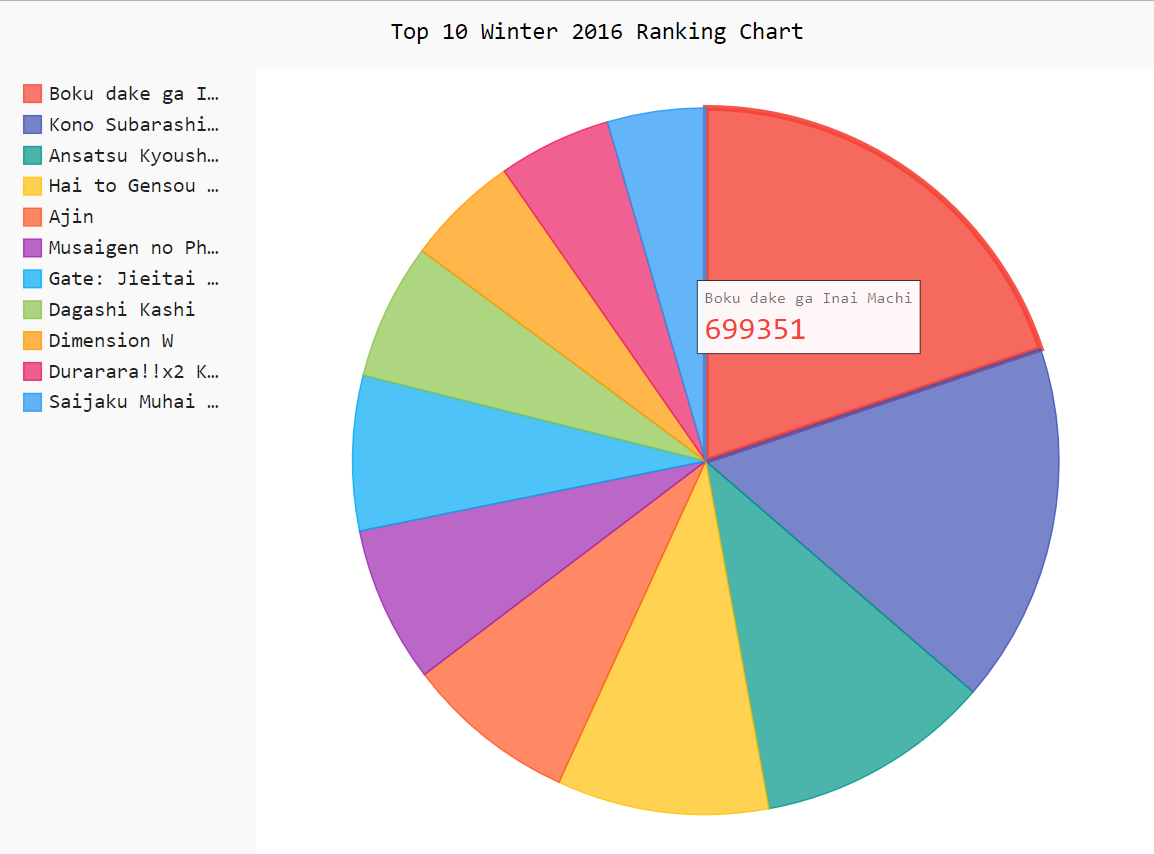 Top 10 Winter 2016 Ranking Chart
Boku dake ga I…
Kono Subarashi…
Ansatsu Kyoush…
Hai to Gensou …
Ajin
Musaigen no Ph…
Gate: Jieitai …
Dagashi Kashi
Dimension W
Durarara!!x2 K…
Saijaku Muhai …
Boku dake ga Inai Machi
699351